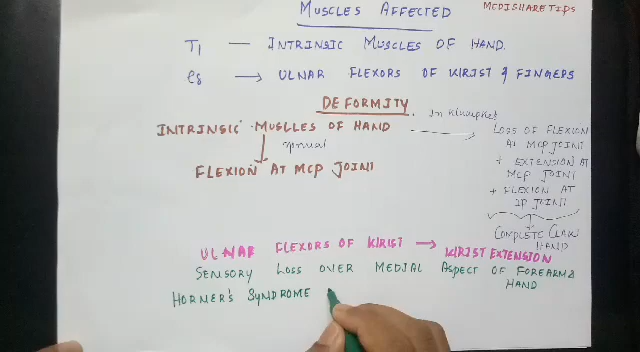 MUSCLES AFFECTED
MEDISHARE TIPS
T1 — INTRINSIC MUSCLES OF HAND.
C8 → ULNAR FLEXORS OF WRIST & FINGERS
DEFORMITY.
In Klumpke's
INTRINSIC MUSCLES OF HAND
normal
FLEXION AT MCP JOINT
LOSS OF FLEXION
AT MCP JOINT
+ EXTENSION AT
MCP JOINT
+ FLEXION AT
IP JOINT
COMPLETE CLAW
HAND
ULNAR FLEXORS OF WRIST → WRIST EXTENSION
SENSORY LOSS OVER MEDIAL ASPECT OF FOREARM &
HAND
HORNER'S SYNDROME